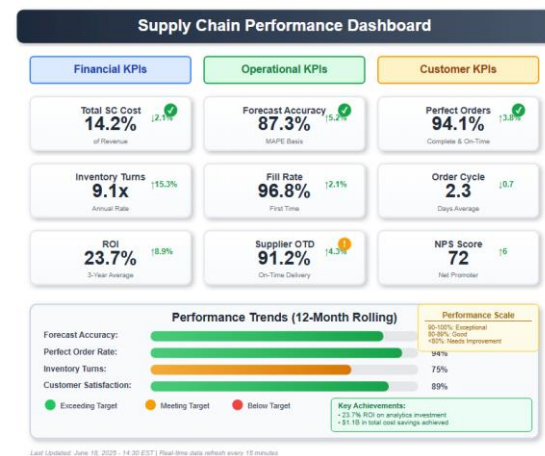 Supply Chain Performance Dashboard
Financial KPIs
Operational KPIs
Customer KPIs
Total SC Cost
14.2%
↓2.1%
of Revenue
Forecast Accuracy
87.3%
↑5.2%
MAPE Basis
Perfect Orders
94.1%
↑3.8%
Complete & On-Time
Inventory Turns
9.1x
↑15.3%
Annual Rate
Fill Rate
96.8%
↑2.1%
First Time
Order Cycle
2.3
↓0.7
Days Average
ROI
23.7%
↑8.9%
3-Year Average
Supplier OTD
91.2%
↑4.3%
On-Time Delivery
NPS Score
72
↑6
Net Promoter
Performance Trends (12-Month Rolling)
Performance Scale
90-100%: Exceptional
80-89%: Good
<80%: Needs Improvement
Forecast Accuracy:
Perfect Order Rate:
94%
Inventory Turns:
75%
Customer Satisfaction:
89%
Exceeding Target
Meeting Target
Below Target
Key Achievements:
• 23.7% ROI on analytics investment
• $1.1B in total cost savings achieved
Last Updated: June 18, 2025 - 14:30 EST | Real-time data refresh every 15 minutes